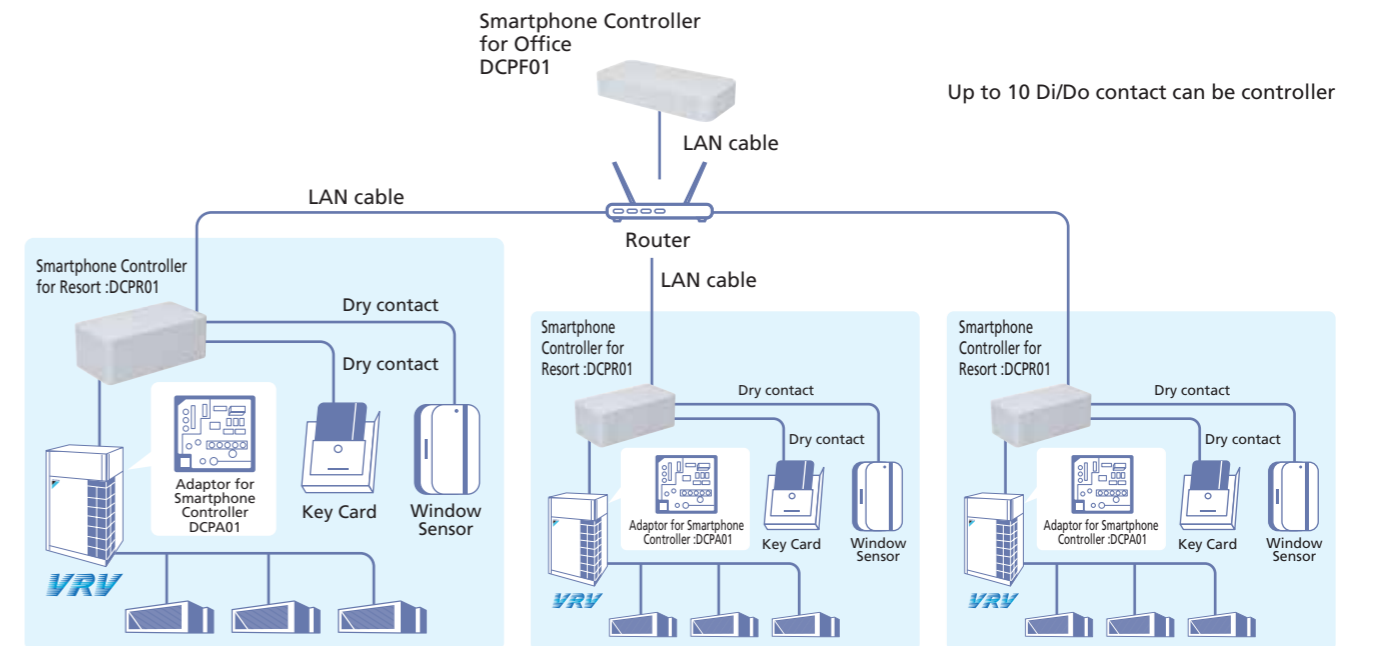 Smartphone Controller
for Office
DCPF01
Up to 10 Di/Do contact can be controller
LAN cable
LAN cable
Router
LAN cable
Smartphone Controller
for Resort :DCPR01
Dry contact
Dry contact
Adaptor for
Smartphone
Controller
DCPA01
Key Card
Window
Sensor
VRV
Smartphone
Controller for
Resort :DCPR01
Dry contact
Dry contact
Adaptor for Smartphone
Controller :DCPA01
Key Card
Window
Sensor
VRV
Smartphone
Controller for
Resort :DCPR01
Dry contact
Dry contact
Adaptor for Smartphone
Controller :DCPA01
Key Card
Window
Sensor
VRV